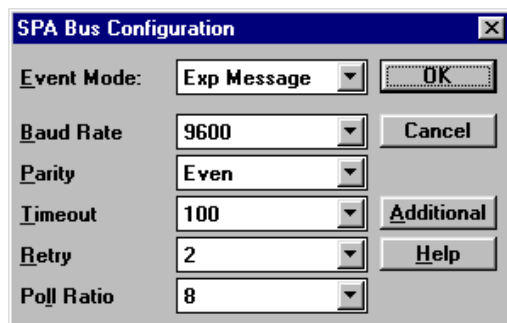 SPA Bus Configuration
Event Mode: Exp Message OK
Baud Rate 9600 Cancel
Parity Even
Timeout 100 Additional
Retry 2 Help
Poll Ratio 8